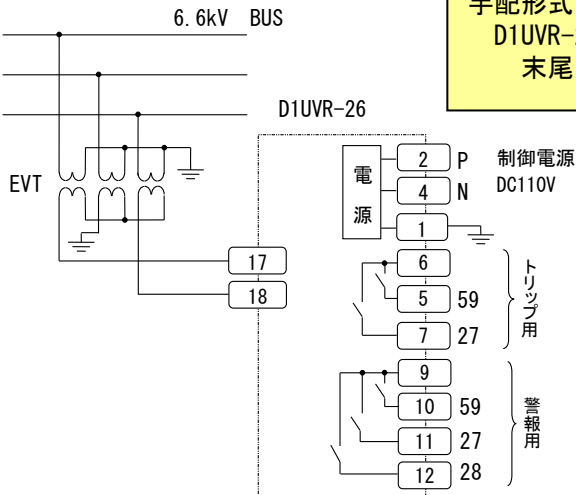 6.6kV BUS
手配形式
D1UVR-2
末尾
D1UVR-26
EVT
電源
2 P 制御電源
4 N DC110V
1
17
18
6
5 59
7 27
トリップ用
9
10 59
11 27
12 28
警報用